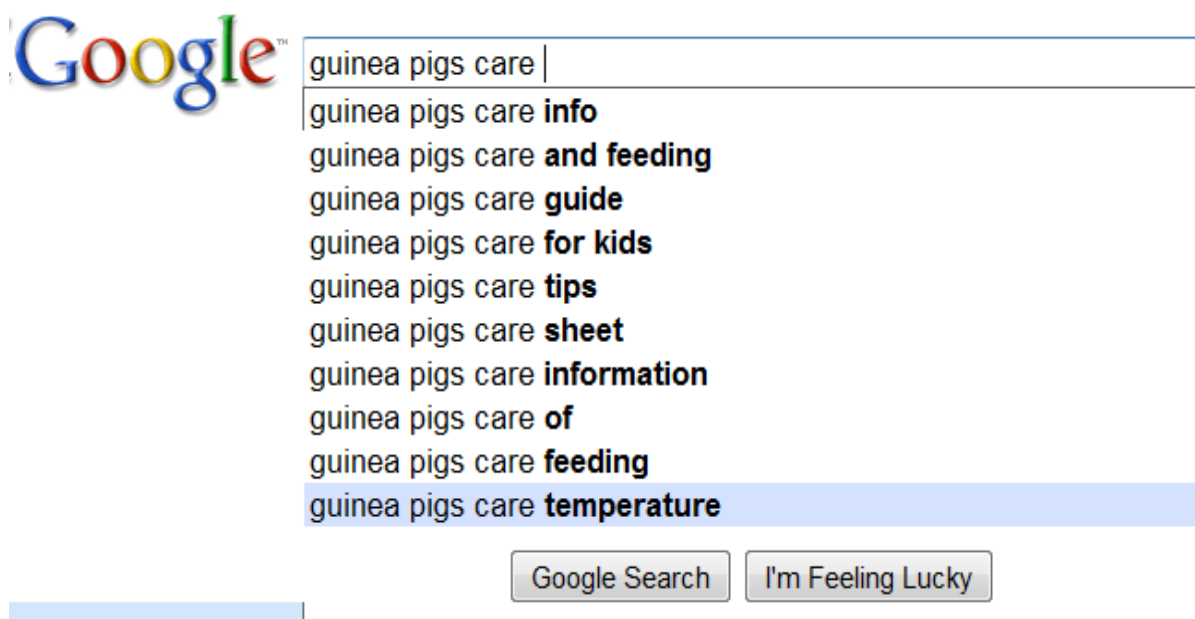 Google™
guinea pigs care
guinea pigs care info
guinea pigs care and feeding
guinea pigs care guide
guinea pigs care for kids
guinea pigs care tips
guinea pigs care sheet
guinea pigs care information
guinea pigs care of
guinea pigs care feeding
guinea pigs care temperature
Google Search I'm Feeling Lucky